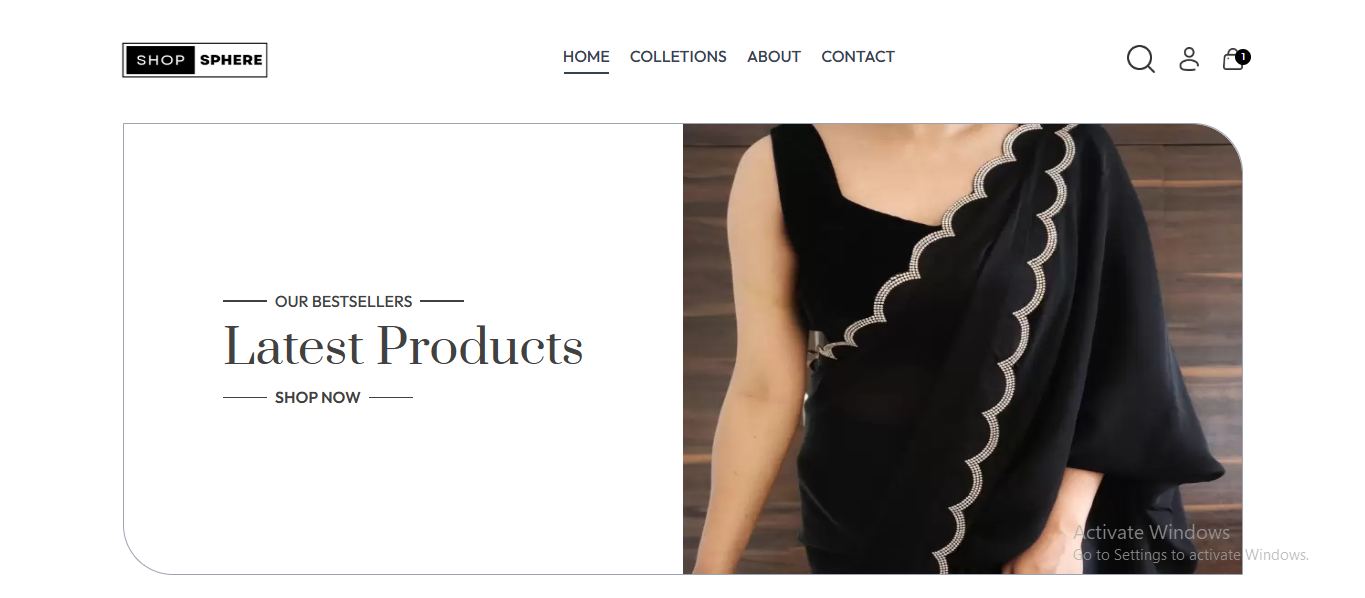 SHOP SPHERE
HOME COLLETIONS ABOUT CONTACT
1
OUR BESTSELLERS
Latest Products
SHOP NOW
Activate Windows
Go to Settings to activate Windows.